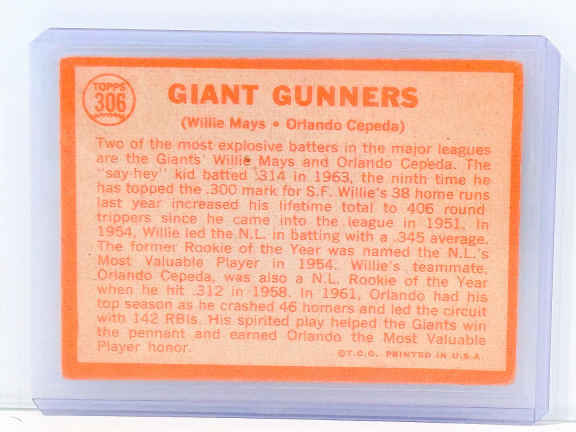 TOPPS
306
GIANT GUNNERS
(Willie Mays • Orlando Cepeda)
Two of the most explosive batters in the major leagues
are the Giants' Willie Mays and Orlando Cepeda. The
"say-hey" kid batted .314 in 1963, the ninth time he
has topped the .300 mark for S.F. Willie's 38 home runs
last year increased his lifetime total to 406 round
trippers since he came into the league in 1951. In
1954, Willie led the N.L. in batting with a .345 average.
The former Rookie of the Year was named the N.L.'s
Most Valuable Player in 1954. Willie's teammate,
Orlando Cepeda, was also a N.L. Rookie of the Year
when he hit .312 in 1958. In 1961, Orlando had his
top season as he crashed 46 homers and led the circuit
with 142 RBIs. His spirited play helped the Giants win
the pennant and earned Orlando the Most Valuable
Player honor.
©T.C.G. PRINTED IN U.S.A.